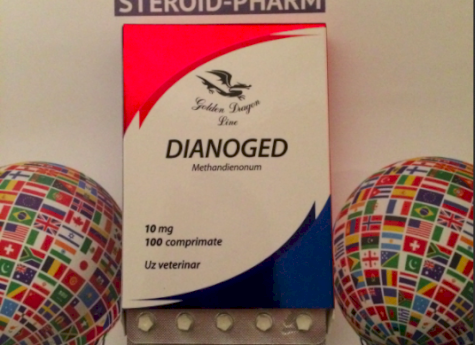 STEROID-PHARM
Golden Dragon
Line
DIANOGED
Methandienonum
10 mg
100 comprimate
Uz veterinar